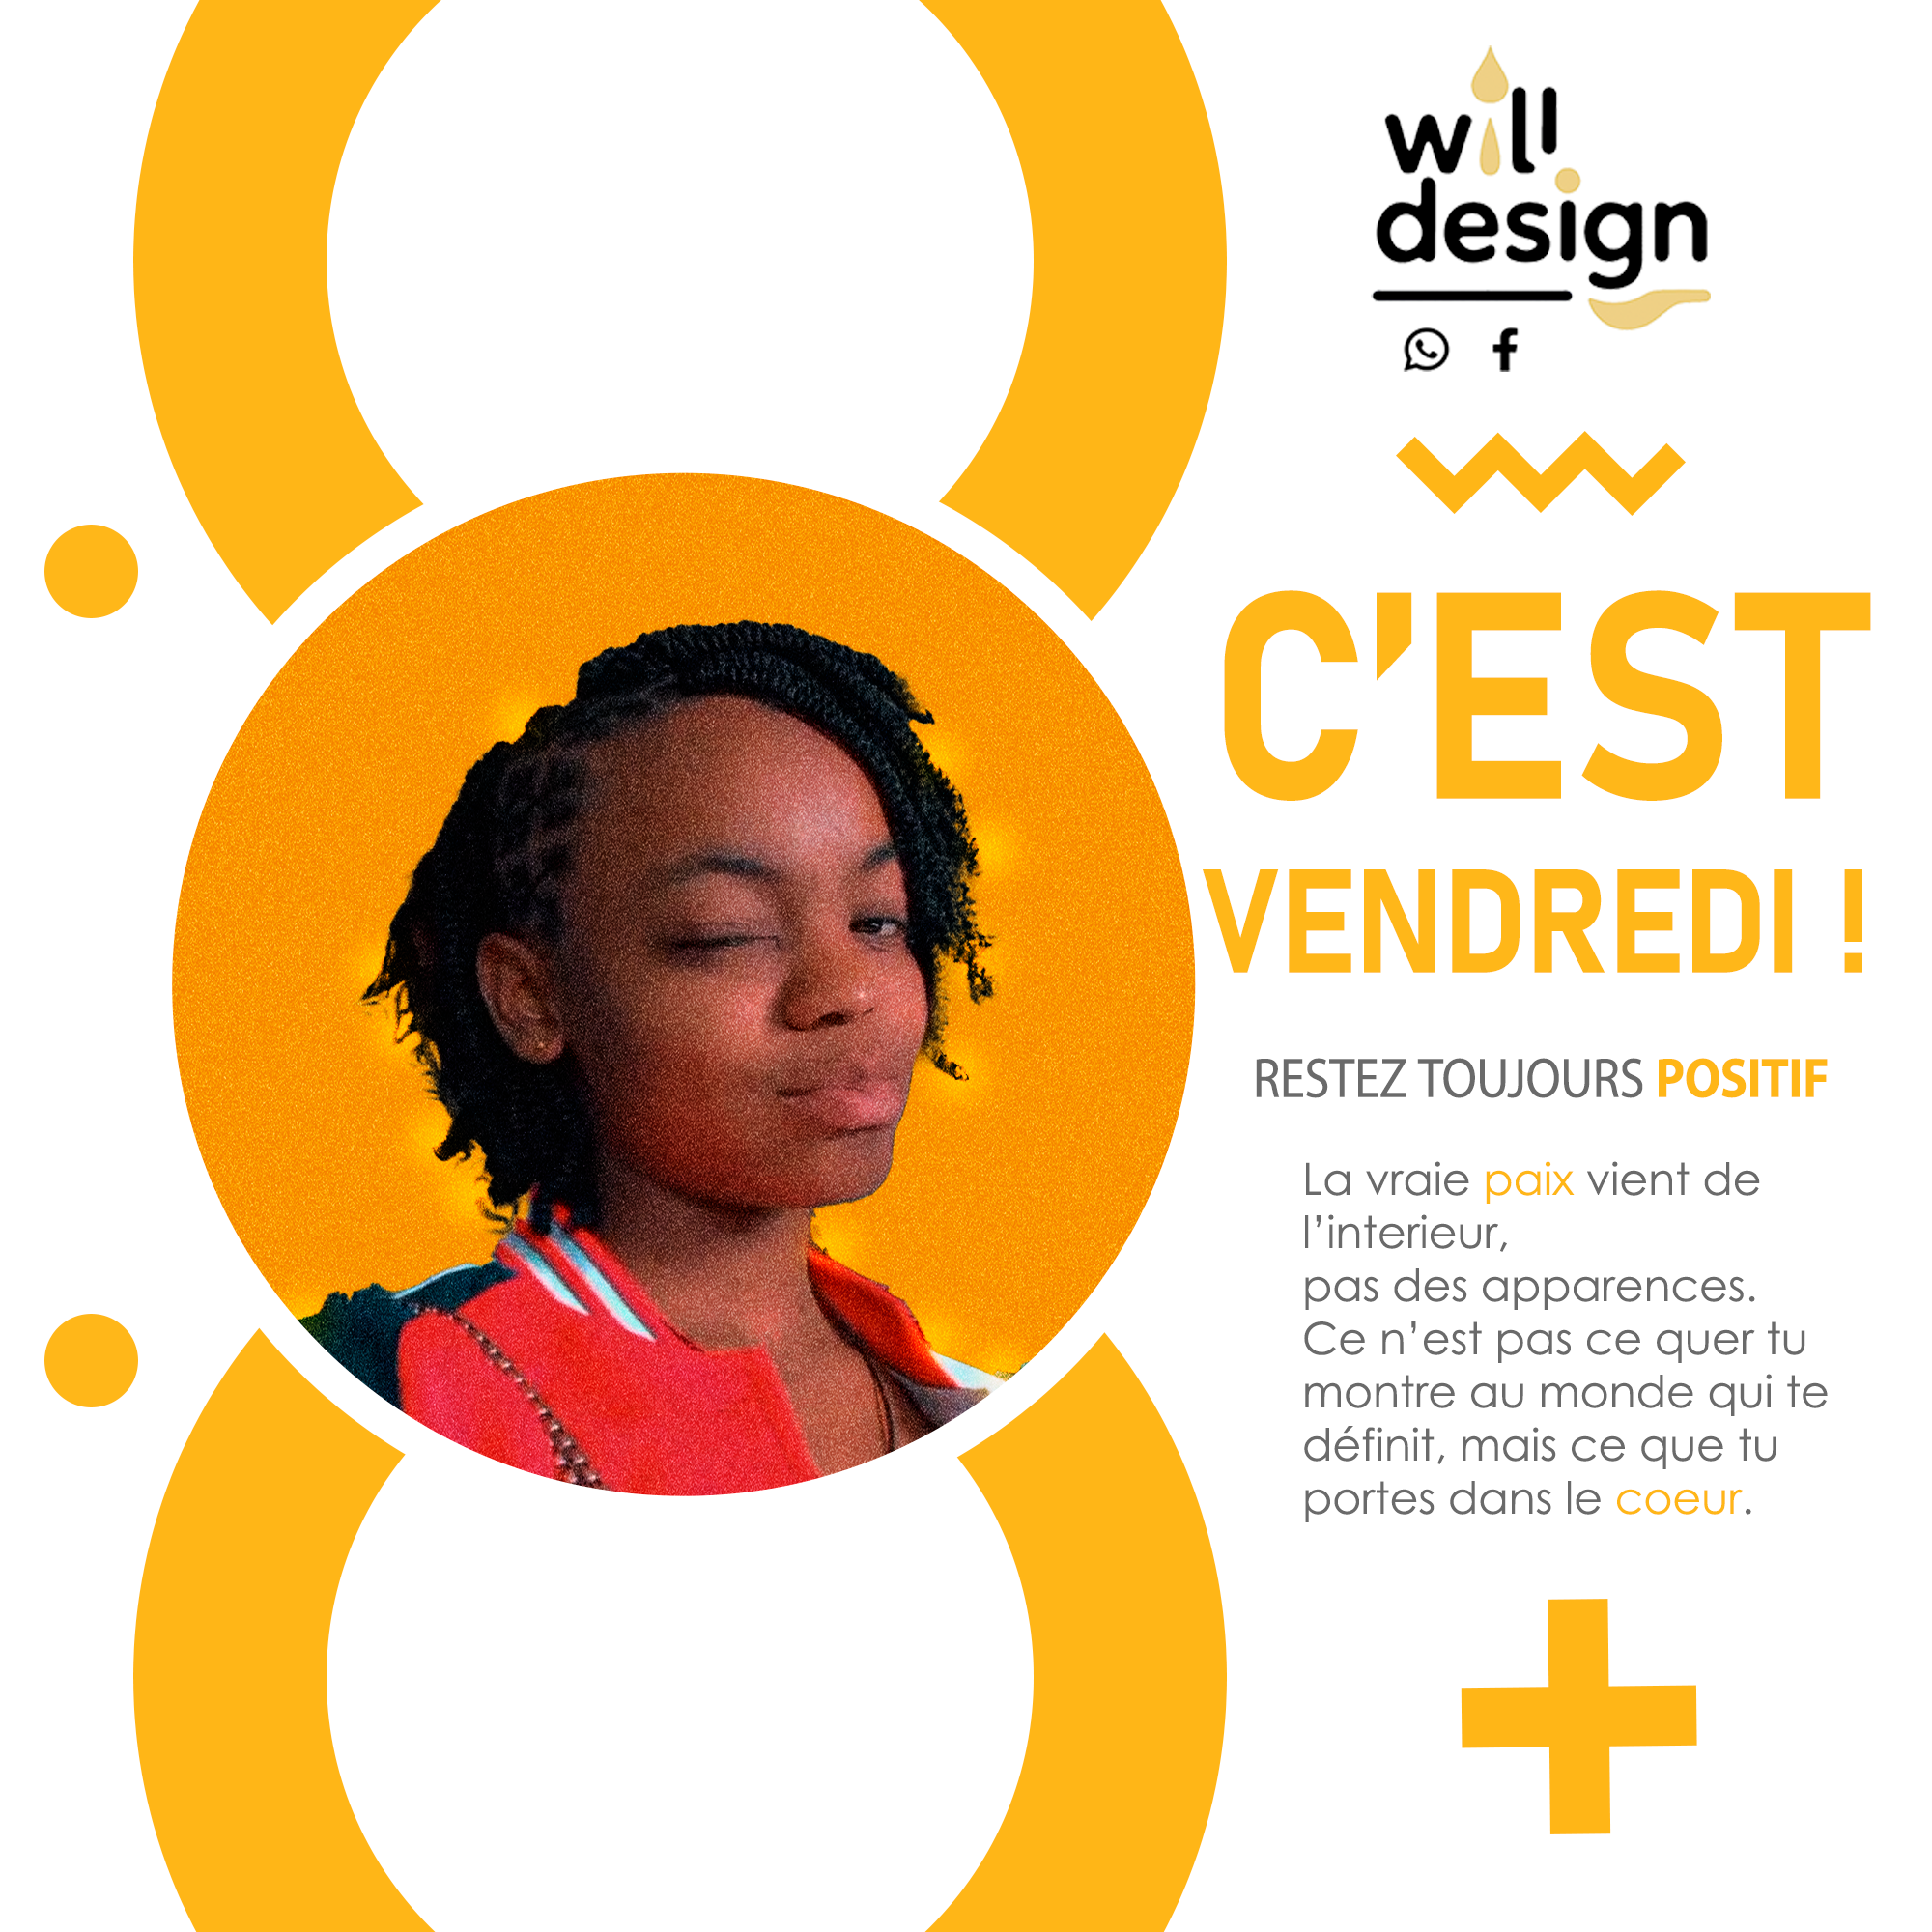 will
design
C'EST
VENDREDI !
RESTEZ TOUJOURS POSITIF
La vraie paix vient de
l'interieur,
pas des apparences.
Ce n'est pas ce quer tu
montre au monde qui te
définit, mais ce que tu
portes dans le coeur.